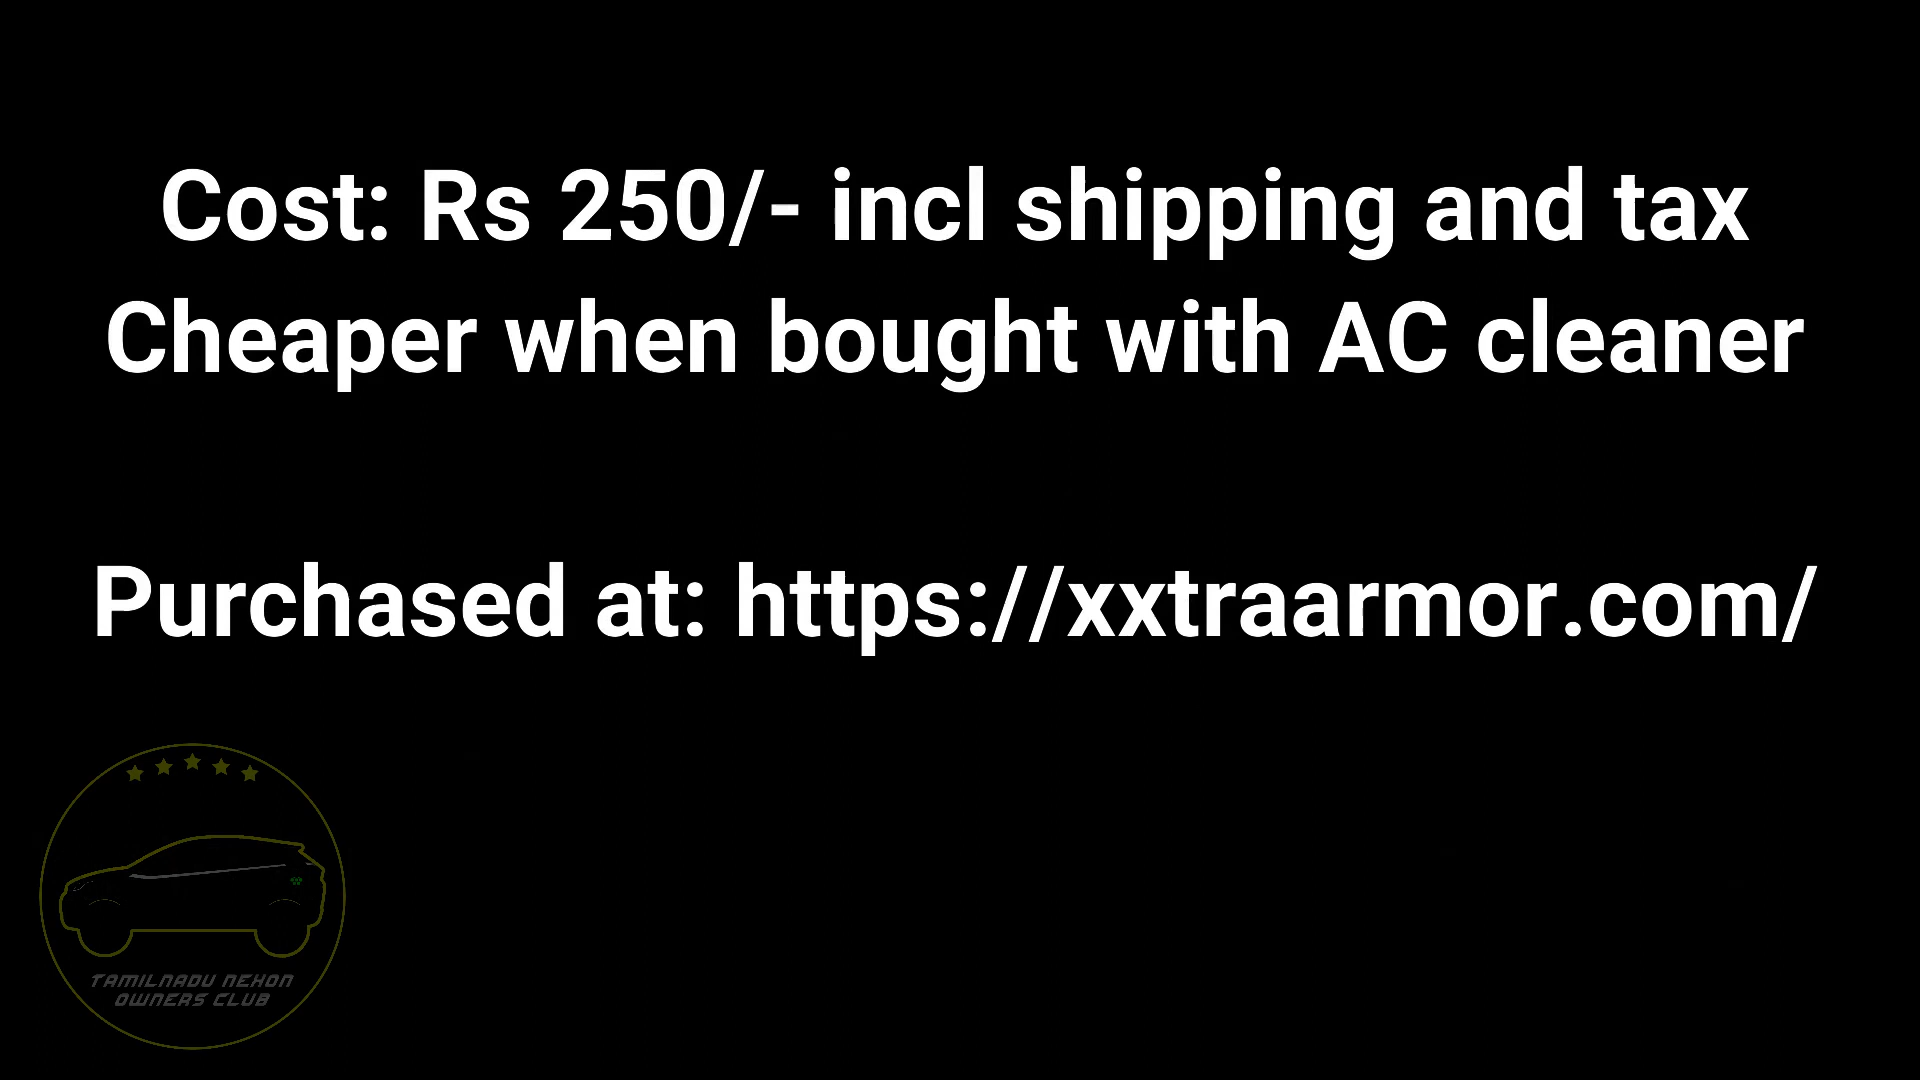 Cost: Rs 250/- incl shipping and tax
Cheaper when bought with AC cleaner
Purchased at: https://xxtraarmor.com/
TAMILNADU NEXON
OWNERS CLUB